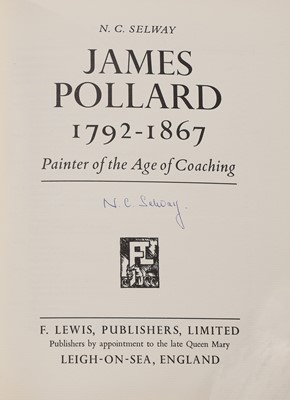 N. C. SELWAY
JAMES
POLLARD
1792-1867
Painter of the Age of Coaching
N. C. Selway.
FL
F. LEWIS, PUBLISHERS, LIMITED
Publishers by appointment to the late Queen Mary
LEIGH-ON-SEA, ENGLAND